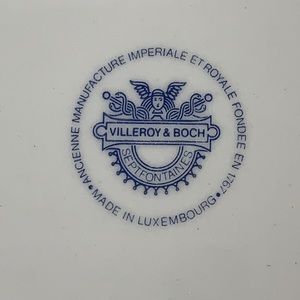 ANCIENNE MANUFACTURE IMPERIALE ET ROYALE FONDEE EN 1767
VILLEROY & BOCH
SEPTFONTAINES
• MADE IN LUXEMBOURG •